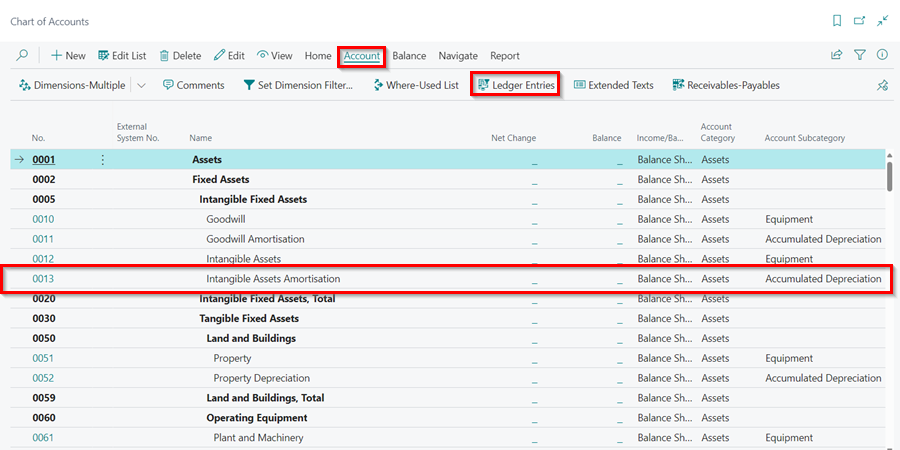 Chart of Accounts
New Edit List Delete Edit View Home Account Balance Navigate Report
Dimensions-Multiple Comments Set Dimension Filter... Where-Used List Ledger Entries Extended Texts Receivables-Payables
No. External System No. Name Net Change Balance Income/Ba... Account Category Account Subcategory
0001 Assets _ _ Balance Sh... Assets
0002 Fixed Assets _ _ Balance Sh... Assets
0005 Intangible Fixed Assets _ _ Balance Sh... Assets
0010 Goodwill _ _ Balance Sh... Assets Equipment
0011 Goodwill Amortisation _ _ Balance Sh... Assets Accumulated Depreciation
0012 Intangible Assets _ _ Balance Sh... Assets Equipment
0013 Intangible Assets Amortisation _ _ Balance Sh... Assets Accumulated Depreciation
0020 Intangible Fixed Assets, Total _ _ Balance Sh... Assets
0030 Tangible Fixed Assets _ _ Balance Sh... Assets
0050 Land and Buildings _ _ Balance Sh... Assets
0051 Property _ _ Balance Sh... Assets Equipment
0052 Property Depreciation _ _ Balance Sh... Assets Accumulated Depreciation
0059 Land and Buildings, Total _ _ Balance Sh... Assets
0060 Operating Equipment _ _ Balance Sh... Assets
0061 Plant and Machinery _ _ Balance Sh... Assets Equipment